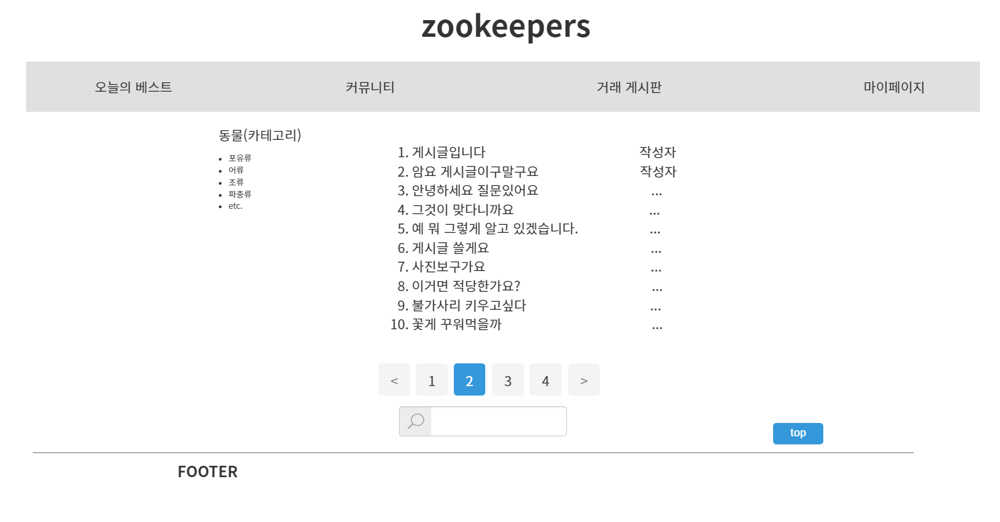 zookeepers
오늘의 베스트 커뮤니티 거래 게시판 마이페이지
동물(카테고리)
• 포유류
• 어류
• 조류
• 파충류
• etc.
1. 게시글입니다 작성자
2. 암요 게시글이구말구요 작성자
3. 안녕하세요 질문있어요 ...
4. 그것이 맞다니까요 ...
5. 예 뭐 그렇게 알고 있겠습니다. ...
6. 게시글 쓸게요 ...
7. 사진보구가요 ...
8. 이거면 적당한가요? ...
9. 불가사리 키우고싶다 ...
10. 꽃게 꾸워먹을까 ...
< 1 2 3 4 >
top
FOOTER